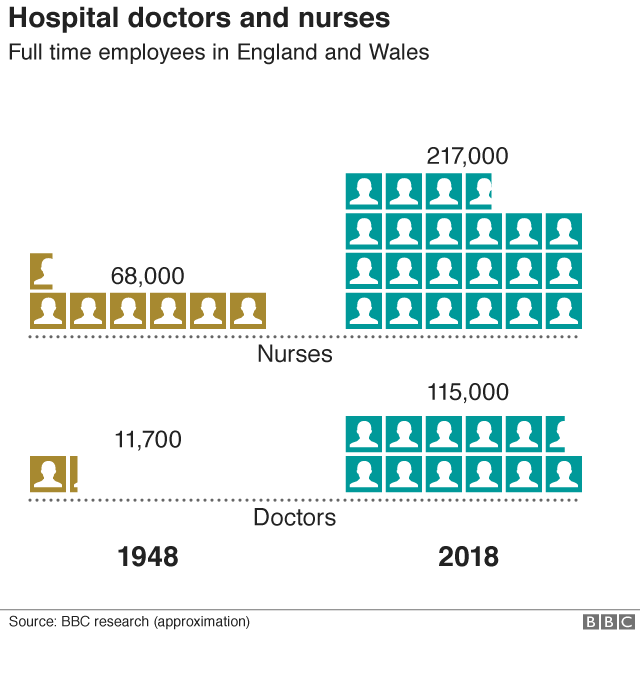 Hospital doctors and nurses
Full time employees in England and Wales
217,000
68,000
Nurses
115,000
11,700
Doctors
1948
2018
Source: BBC research (approximation)
BBC